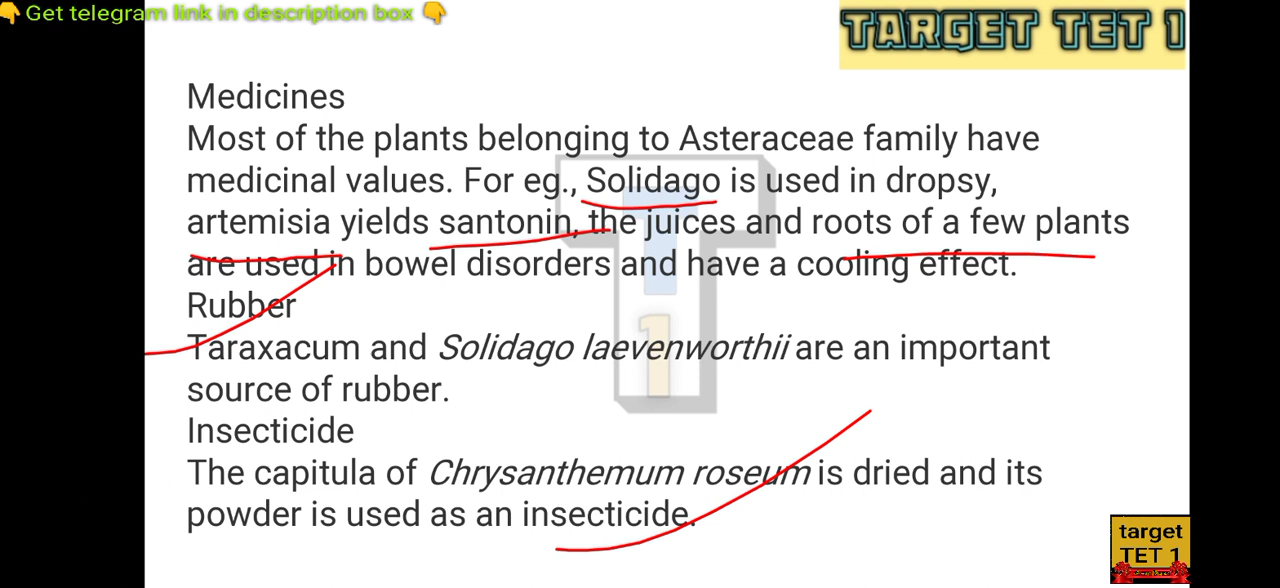 👇 Get telegram link in description box 👇
TARGET TET 1
Medicines
Most of the plants belonging to Asteraceae family have
medicinal values. For eg., Solidago is used in dropsy,
artemisia yields santonin, the juices and roots of a few plants
are used in bowel disorders and have a cooling effect.
Rubber
Taraxacum and Solidago laevenworthii are an important
source of rubber.
Insecticide
The capitula of Chrysanthemum roseum is dried and its
powder is used as an insecticide.
T
1
target
TET 1